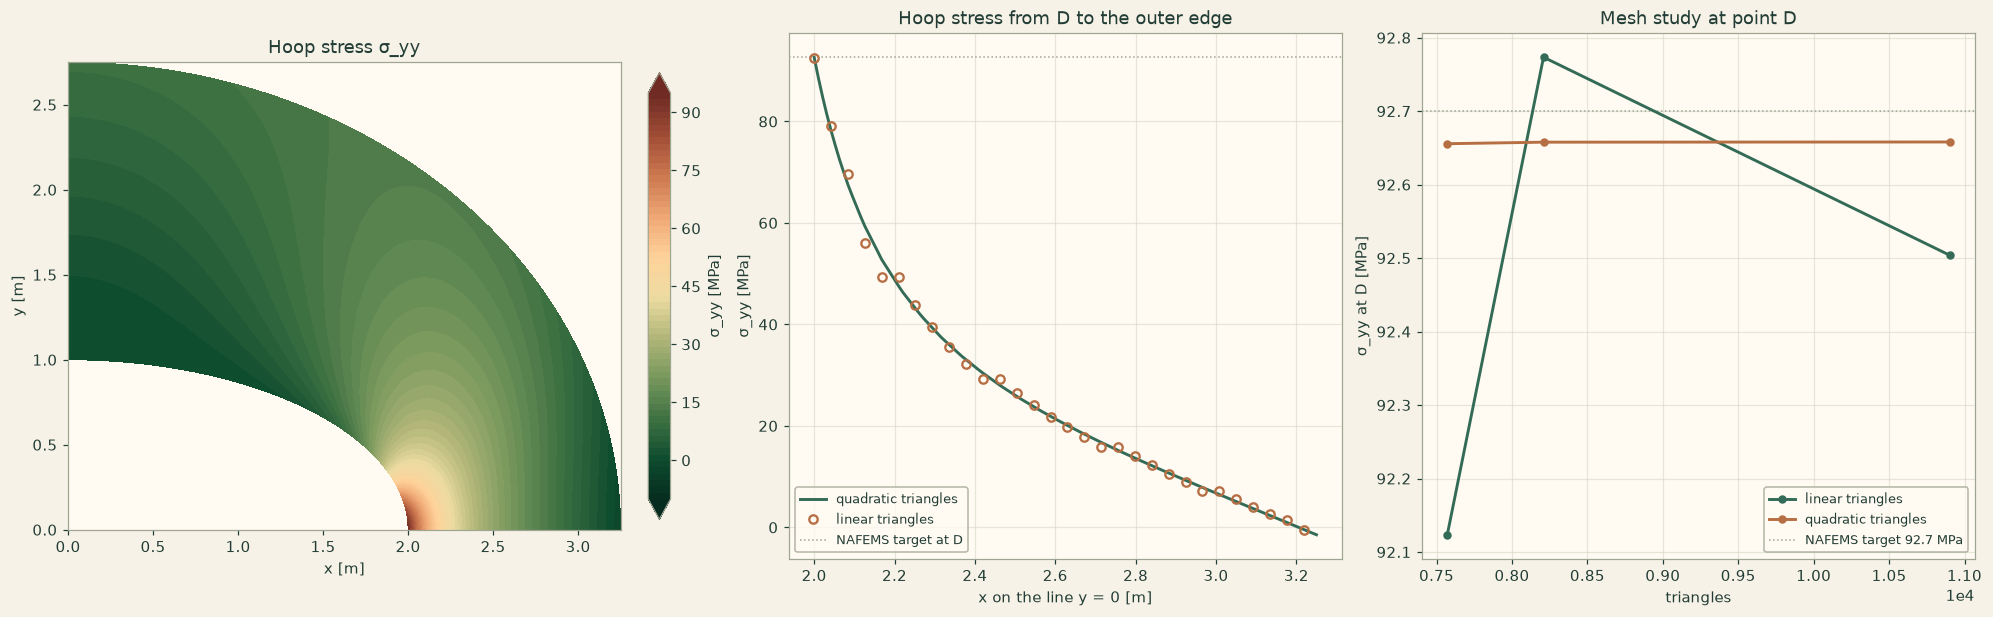 Hoop stress σ_yy
y [m]
2.5
2.0
1.5
1.0
0.5
0.0
0.0 0.5 1.0 1.5 2.0 2.5 3.0
x [m]
90
75
60
45
30
15
0
σ_yy [MPa]
Hoop stress from D to the outer edge
σ_yy [MPa]
80
60
40
20
0
quadratic triangles
linear triangles
NAFEMS target at D
2.0 2.2 2.4 2.6 2.8 3.0 3.2
x on the line y = 0 [m]
Mesh study at point D
σ_yy at D [MPa]
92.8
92.7
92.6
92.5
92.4
92.3
92.2
92.1
linear triangles
quadratic triangles
NAFEMS target 92.7 MPa
0.75 0.80 0.85 0.90 0.95 1.00 1.05 1.10
1e4
triangles